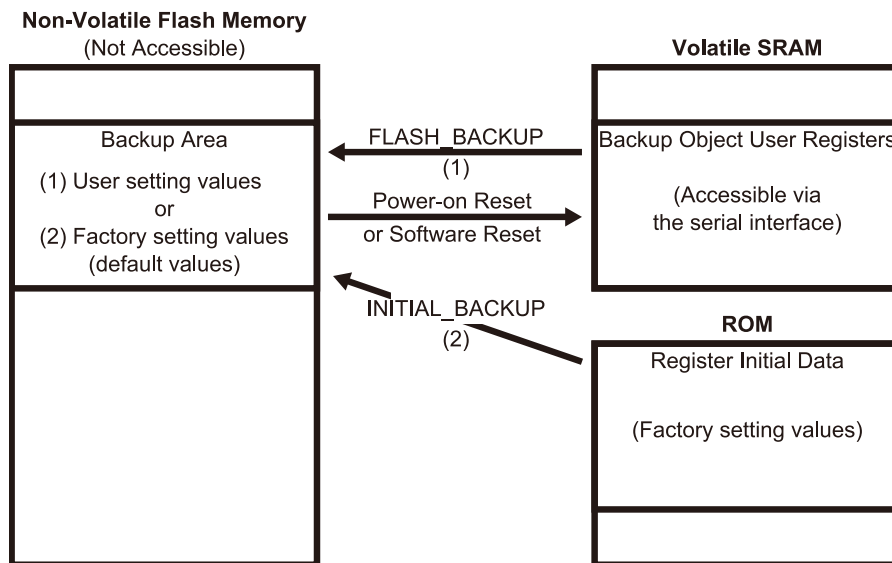 Non-Volatile Flash Memory
(Not Accessible)
Backup Area
(1) User setting values
or
(2) Factory setting values
(default values)
FLASH_BACKUP
(1)
Power-on Reset
or Software Reset
INITIAL_BACKUP
(2)
Volatile SRAM
Backup Object User Registers
(Accessible via
the serial interface)
ROM
Register Initial Data
(Factory setting values)